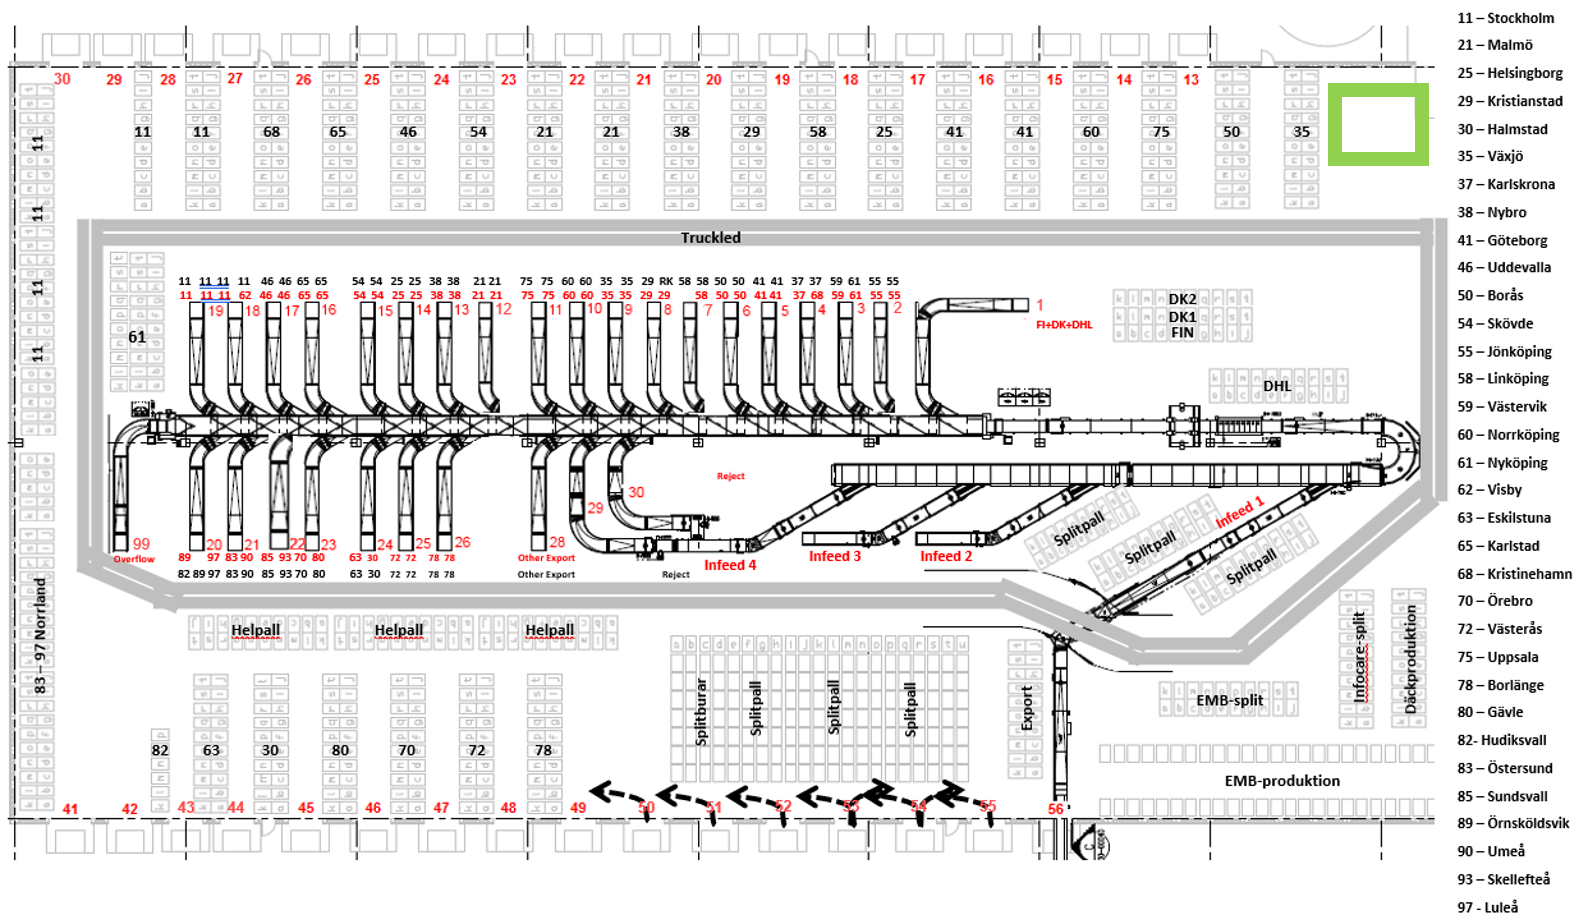 30 29 28 27 26 25 24 23 22 21 20 19 18 17 16 15 14 13
11 11 68 65 46 54 21 21 38 29 58 25 41 41 60 75 50 35
11
11
11
11
83 – 97 Norrland
Truckled
61
11 11 11 11 46 46 65 65 54 54 25 25 38 38 21 21 75 75 60 60 35 35 29 RK 58 58 50 50 41 41 37 37 59 61 55 55
11 11 11 62 46 46 65 65 54 54 25 25 38 38 21 21 75 75 60 60 35 35 29 29 58 50 50 41 41 37 68 59 61 55 55
19 18 17 16 15 14 13 12 11 10 9 8 7 6 5 4 3 2 1
FI+DK+DHL
DK2
DK1
FIN
DHL
Reject
29 30
99 20 21 22 23 24 25 26 28
Overflow
89 97 83 90 85 93 70 80 63 30 72 72 78 78 Other Export
82 89 97 83 90 85 93 70 80 63 30 72 72 78 78 Other Export
Reject
Infeed 4
Infeed 3
Infeed 2
Infeed 1
Splitpall
Splitpall
Splitpall
Helpall Helpall Helpall
a b c d e f g h i j k l m n o p q r s t u
Splitburar
Splitpall
Splitpall
Splitpall
Export
Infocare-split
Däckproduktion
EMB-split
EMB-produktion
82 63 30 80 70 72 78
41 42 43 44 45 46 47 48 49 50 51 52 53 54 55 56
11 – Stockholm
21 – Malmö
25 – Helsingborg
29 – Kristianstad
30 – Halmstad
35 – Växjö
37 – Karlskrona
38 – Nybro
41 – Göteborg
46 – Uddevalla
50 – Borås
54 – Skövde
55 – Jönköping
58 – Linköping
59 – Västervik
60 – Norrköping
61 – Nyköping
62 – Visby
63 – Eskilstuna
65 – Karlstad
68 – Kristinehamn
70 – Örebro
72 – Västerås
75 – Uppsala
78 – Borlänge
80 – Gävle
82- Hudiksvall
83 – Östersund
85 – Sundsvall
89 – Örnsköldsvik
90 – Umeå
93 – Skellefteå
97 - Luleå